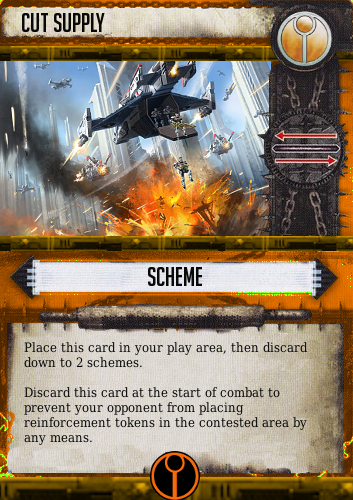 CUT SUPPLY
SCHEME
Place this card in your play area, then discard
down to 2 schemes.
Discard this card at the start of combat to
prevent your opponent from placing
reinforcement tokens in the contested area by
any means.